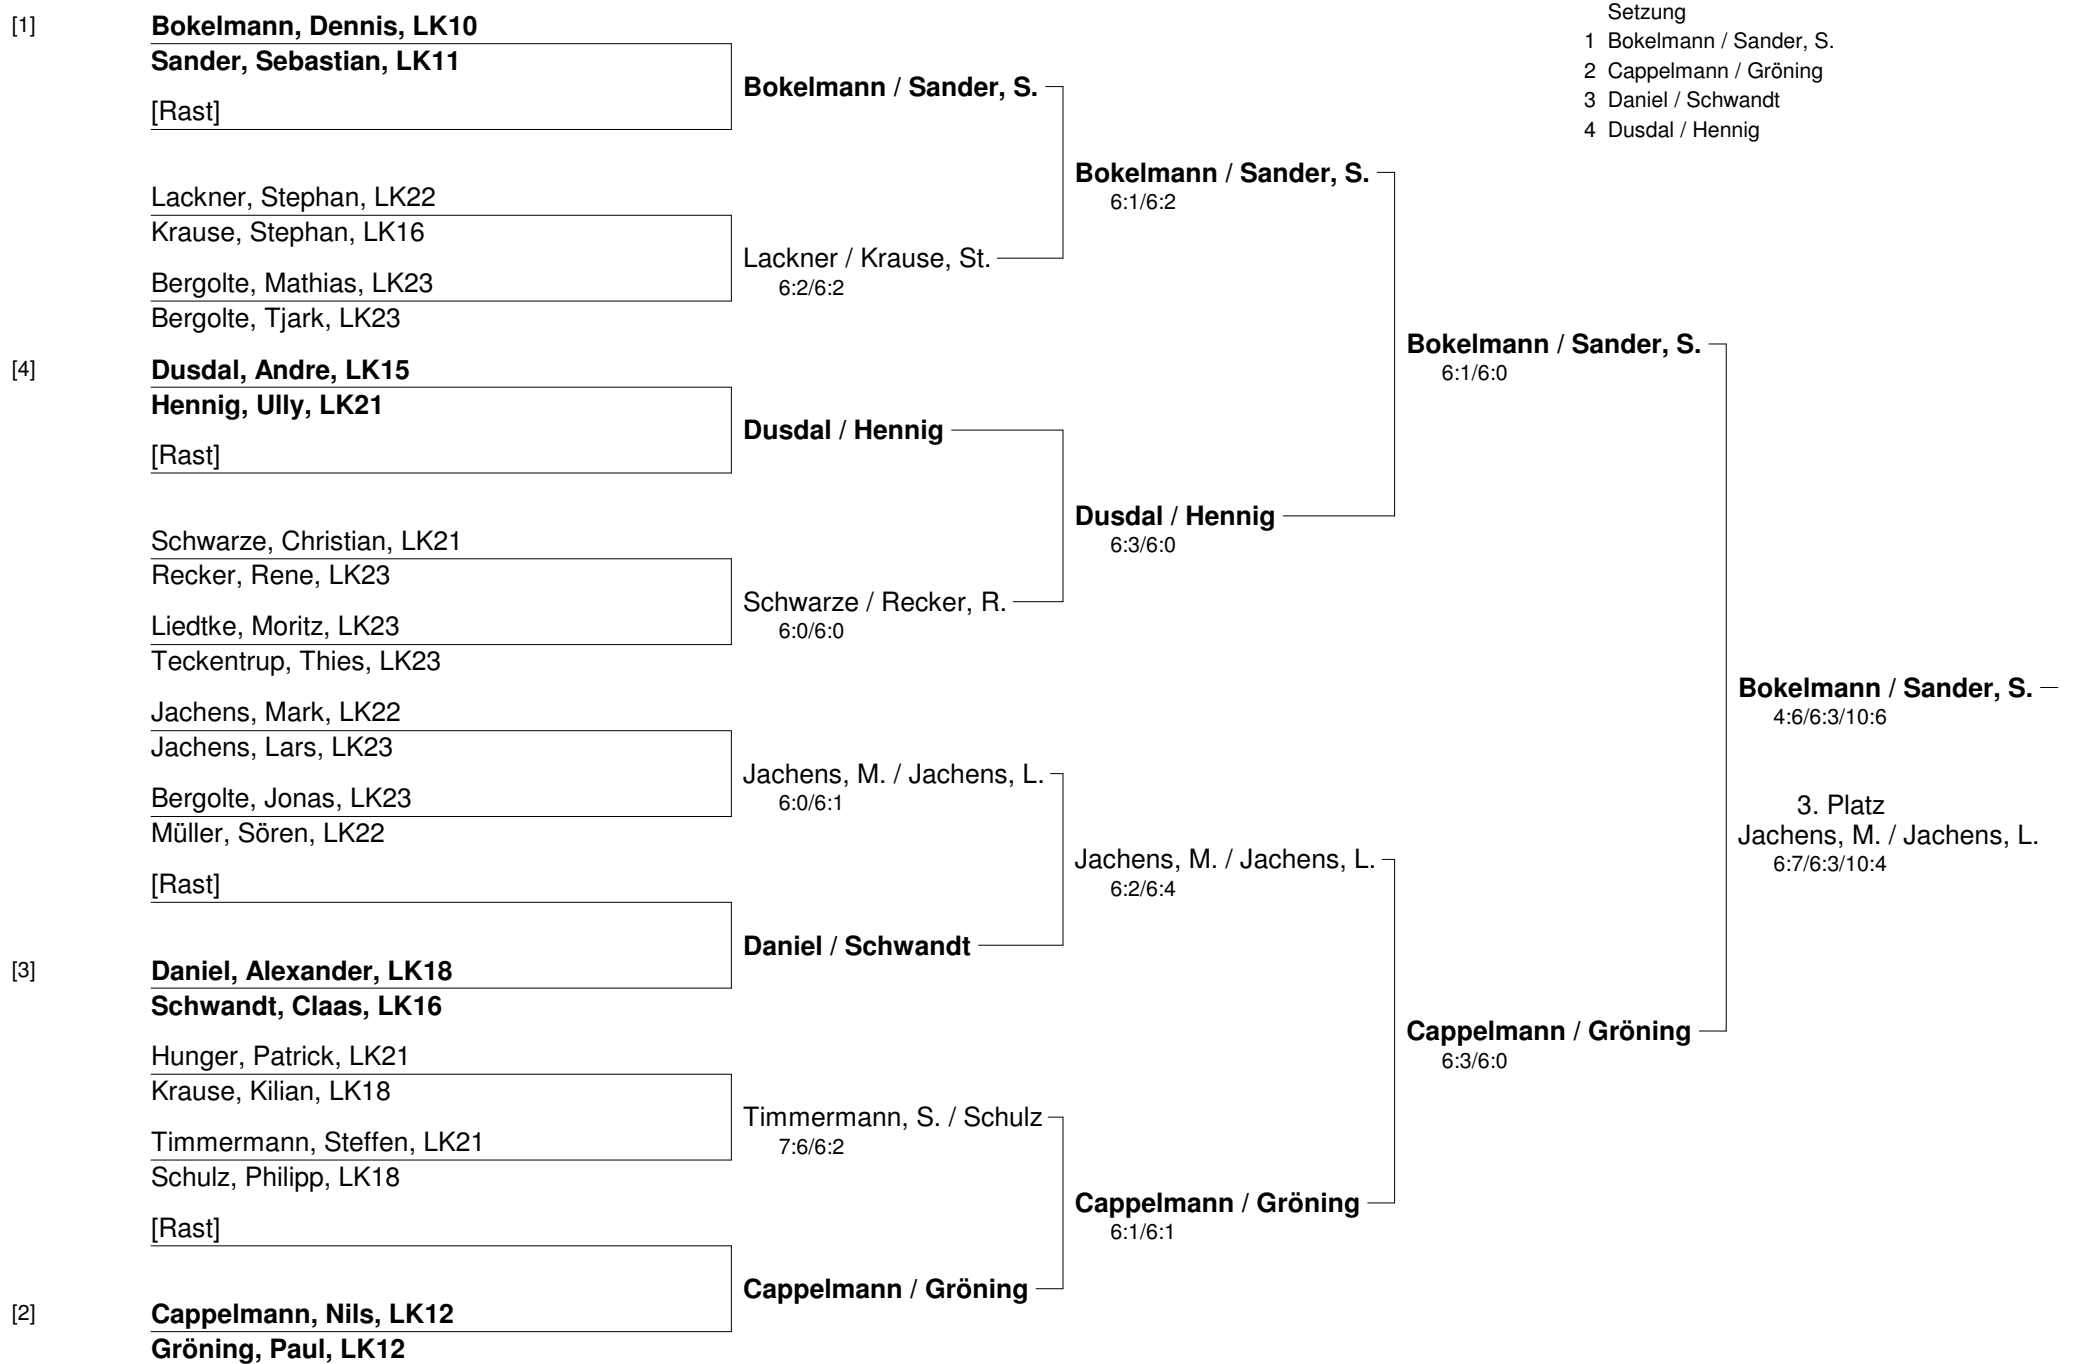 Setzung
1 Bokelmann / Sander, S.
2 Cappelmann / Gröning
3 Daniel / Schwandt
4 Dusdal / Hennig
[1] Bokelmann, Dennis, LK10
Sander, Sebastian, LK11
[Rast]
Lackner, Stephan, LK22
Krause, Stephan, LK16
Bergolte, Mathias, LK23
Bergolte, Tjark, LK23
[4] Dusdal, Andre, LK15
Hennig, Ully, LK21
[Rast]
Schwarze, Christian, LK21
Recker, Rene, LK23
Liedtke, Moritz, LK23
Teckentrup, Thies, LK23
Jachens, Mark, LK22
Jachens, Lars, LK23
Bergolte, Jonas, LK23
Müller, Sören, LK22
[Rast]
[3] Daniel, Alexander, LK18
Schwandt, Claas, LK16
Hunger, Patrick, LK21
Krause, Kilian, LK18
Timmermann, Steffen, LK21
Schulz, Philipp, LK18
[Rast]
[2] Cappelmann, Nils, LK12
Gröning, Paul, LK12
Bokelmann / Sander, S.
Lackner / Krause, St.
6:2/6:2
Dusdal / Hennig
Schwarze / Recker, R.
6:0/6:0
Jachens, M. / Jachens, L.
6:0/6:1
Daniel / Schwandt
Timmermann, S. / Schulz
7:6/6:2
Cappelmann / Gröning
Bokelmann / Sander, S.
6:1/6:2
Dusdal / Hennig
6:3/6:0
Jachens, M. / Jachens, L.
6:2/6:4
Cappelmann / Gröning
6:1/6:1
Bokelmann / Sander, S.
6:1/6:0
Cappelmann / Gröning
6:3/6:0
Bokelmann / Sander, S.
4:6/6:3/10:6
3. Platz
Jachens, M. / Jachens, L.
6:7/6:3/10:4